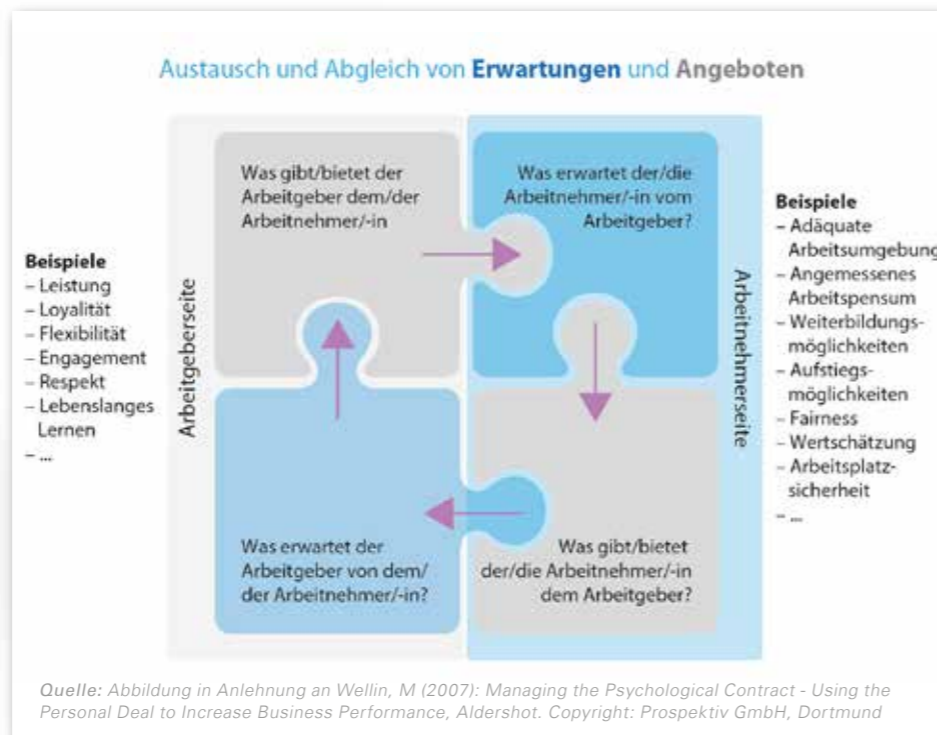 Austausch und Abgleich von Erwartungen und Angeboten
Was gibt/bietet der
Arbeitgeber dem/der
Arbeitnehmer/-in
Was erwartet der/die
Arbeitnehmer/-in vom
Arbeitgeber?
Beispiele
– Leistung
– Loyalität
– Flexibilität
– Engagement
– Respekt
– Lebenslanges
Lernen
– ...
Arbeitgeberseite
Arbeitnehmerseite
Beispiele
– Adäquate
Arbeitsumgebung
– Angemessenes
Arbeitspensum
– Weiterbildungs-
möglichkeiten
– Aufstiegs-
möglichkeiten
– Fairness
– Wertschätzung
– Arbeitsplatz-
sicherheit
– ...
Was erwartet der
Arbeitgeber von dem/
der Arbeitnehmer/-in?
Was gibt/bietet
der/die Arbeitnehmer/-in
dem Arbeitgeber?
Quelle: Abbildung in Anlehnung an Wellin, M (2007): Managing the Psychological Contract - Using the
Personal Deal to Increase Business Performance, Aldershot. Copyright: Prospektiv GmbH, Dortmund